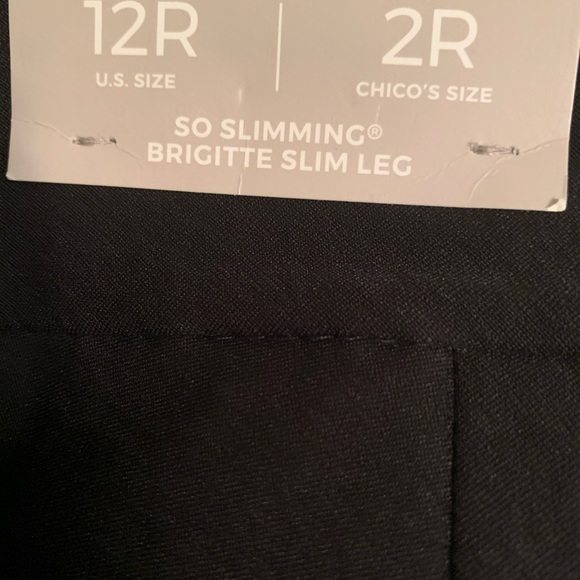 12R
U.S. SIZE
2R
CHICO'S SIZE
SO SLIMMING®
BRIGITTE SLIM LEG